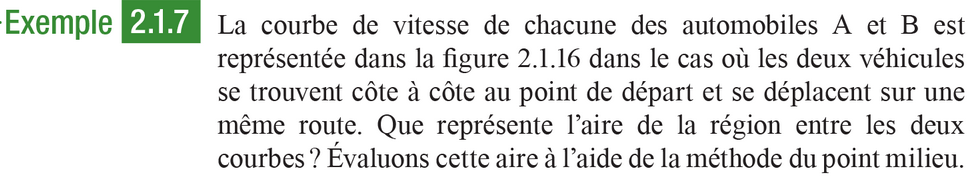 Exemple 2.1.7 La courbe de vitesse de chacune des automobiles A et B est
représentée dans la figure 2.1.16 dans le cas où les deux véhicules
se trouvent côte à côte au point de départ et se déplacent sur une
même route. Que représente l'aire de la région entre les deux
courbes ? Évaluons cette aire à l'aide de la méthode du point milieu.